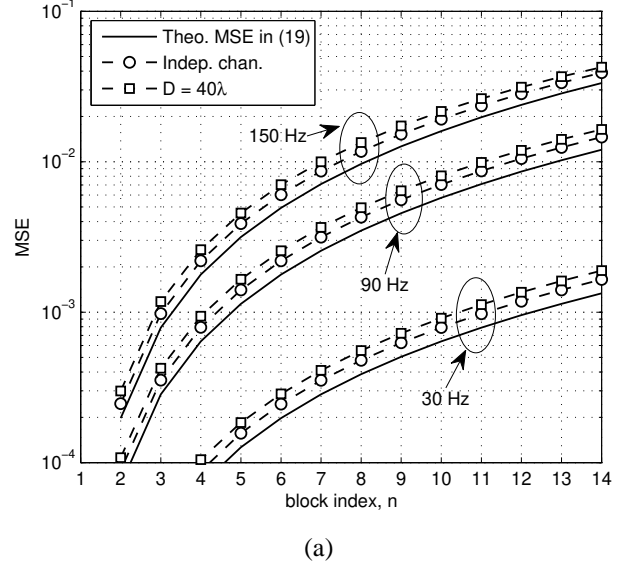 10⁻¹
Theo. MSE in (19)
Indep. chan.
D = 40λ
150 Hz
10⁻²
MSE
90 Hz
10⁻³
30 Hz
10⁻⁴
1 2 3 4 5 6 7 8 9 10 11 12 13 14
block index, n
(a)